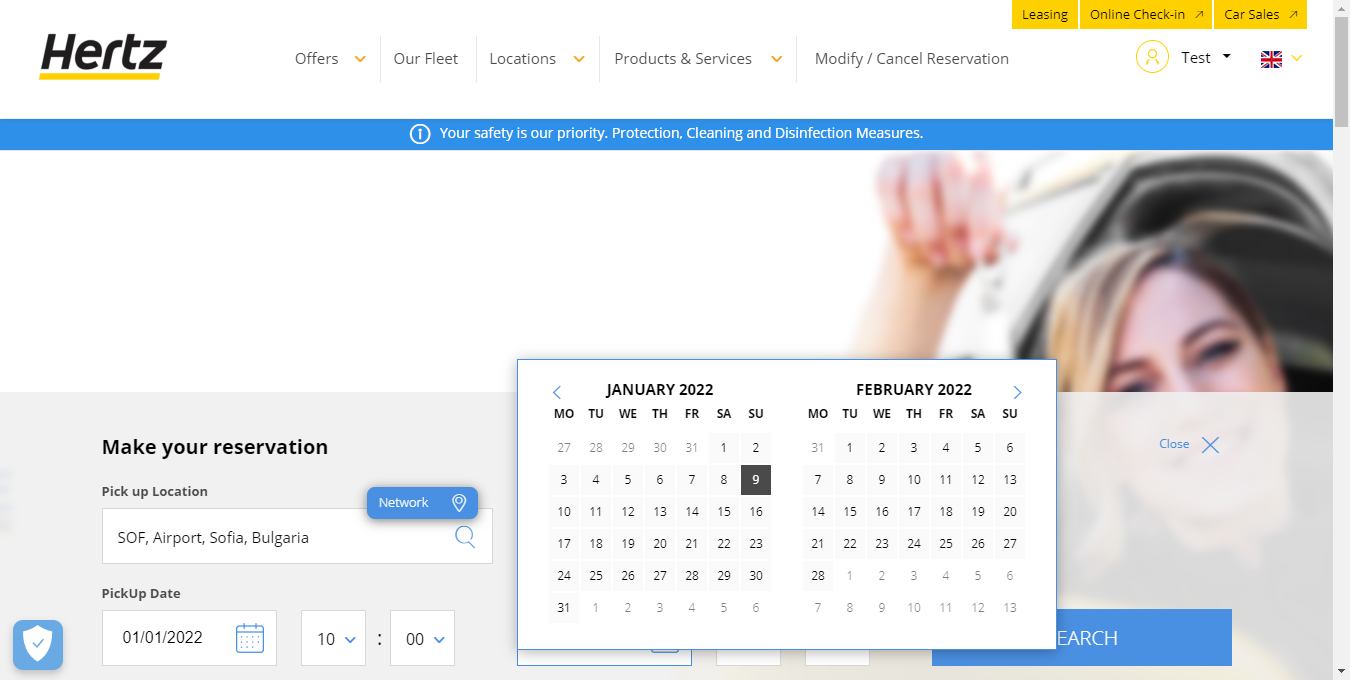 Leasing
Online Check-in
Car Sales
Hertz
Offers
Our Fleet
Locations
Products & Services
Modify / Cancel Reservation
Test
Your safety is our priority. Protection, Cleaning and Disinfection Measures.
JANUARY 2022
MO TU WE TH FR SA SU
27 28 29 30 31 1 2
3 4 5 6 7 8 9
10 11 12 13 14 15 16
17 18 19 20 21 22 23
24 25 26 27 28 29 30
31 1 2 3 4 5 6
FEBRUARY 2022
MO TU WE TH FR SA SU
31 1 2 3 4 5 6
7 8 9 10 11 12 13
14 15 16 17 18 19 20
21 22 23 24 25 26 27
28 1 2 3 4 5 6
7 8 9 10 11 12 13
Close
Make your reservation
Pick up Location
Network
SOF, Airport, Sofia, Bulgaria
PickUp Date
01/01/2022
10 : 00
EARCH